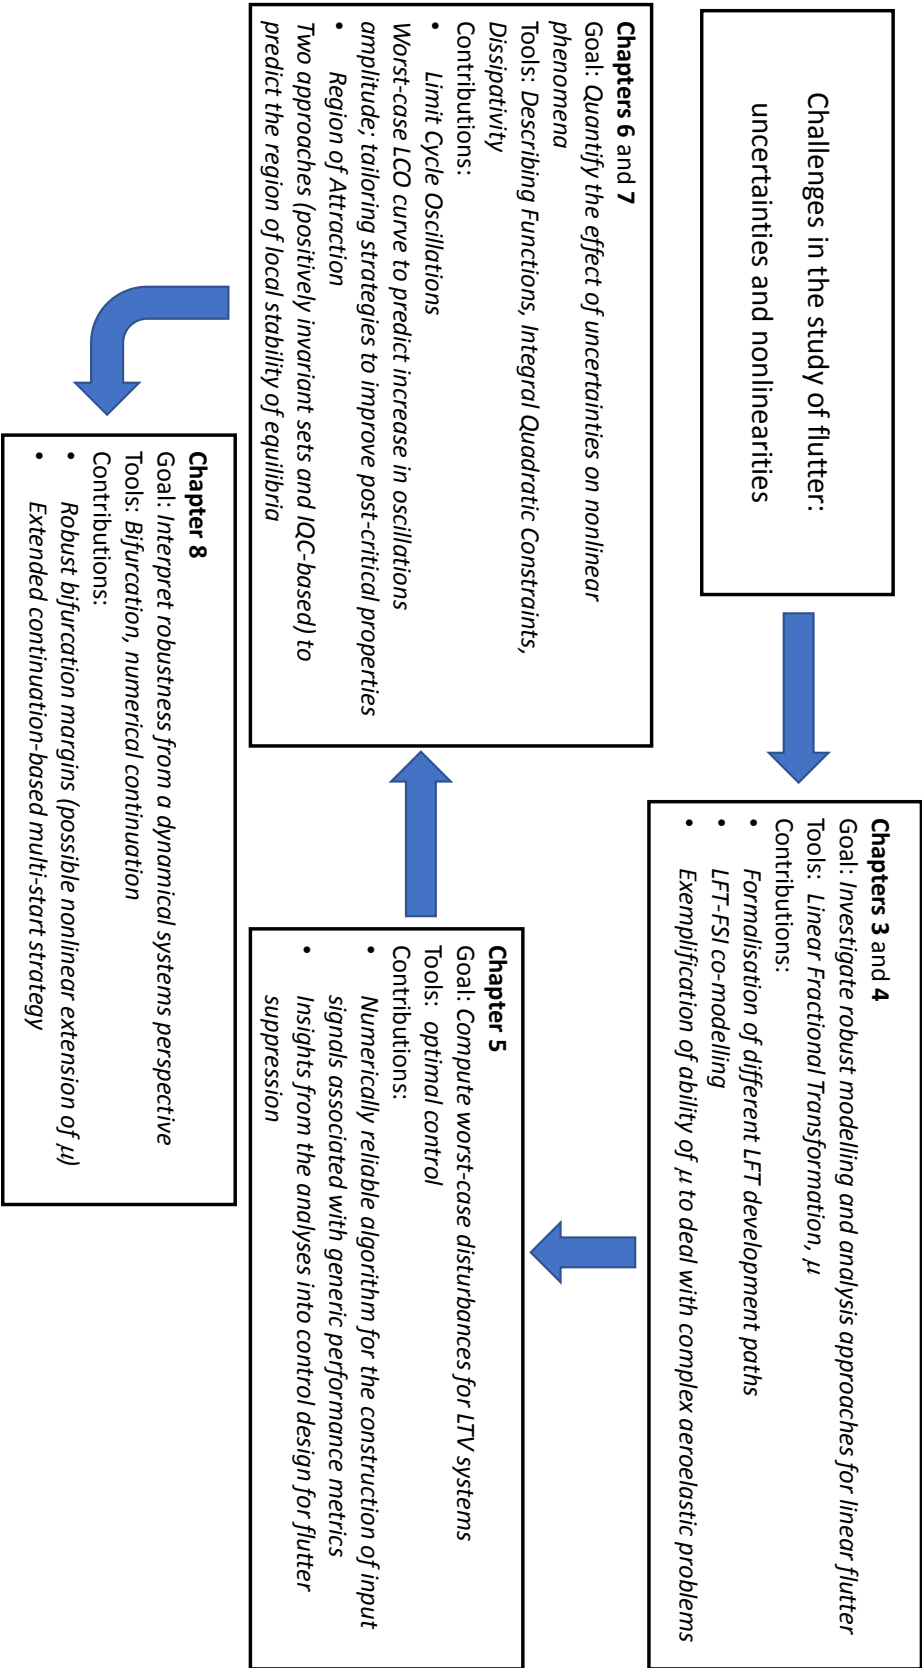 Challenges in the study of flutter:
uncertainties and nonlinearities
Chapters 3 and 4
Goal: Investigate robust modelling and analysis approaches for linear flutter
Tools: Linear Fractional Transformation, μ
Contributions:
• Formalisation of different LFT development paths
• LFT-FSI co-modelling
• Exemplification of ability of μ to deal with complex aeroelastic problems
Chapter 5
Goal: Compute worst-case disturbances for LTV systems
Tools: optimal control
Contributions:
• Numerically reliable algorithm for the construction of input
signals associated with generic performance metrics
• Insights from the analyses into control design for flutter
suppression
Chapters 6 and 7
Goal: Quantify the effect of uncertainties on nonlinear
phenomena
Tools: Describing Functions, Integral Quadratic Constraints,
Dissipativity
Contributions:
• Limit Cycle Oscillations
Worst-case LCO curve to predict increase in oscillations
amplitude; tailoring strategies to improve post-critical properties
• Region of Attraction
Two approaches (positively invariant sets and IQC-based) to
predict the region of local stability of equilibria
Chapter 8
Goal: Interpret robustness from a dynamical systems perspective
Tools: Bifurcation, numerical continuation
Contributions:
• Robust bifurcation margins (possible nonlinear extension of μ)
• Extended continuation-based multi-start strategy